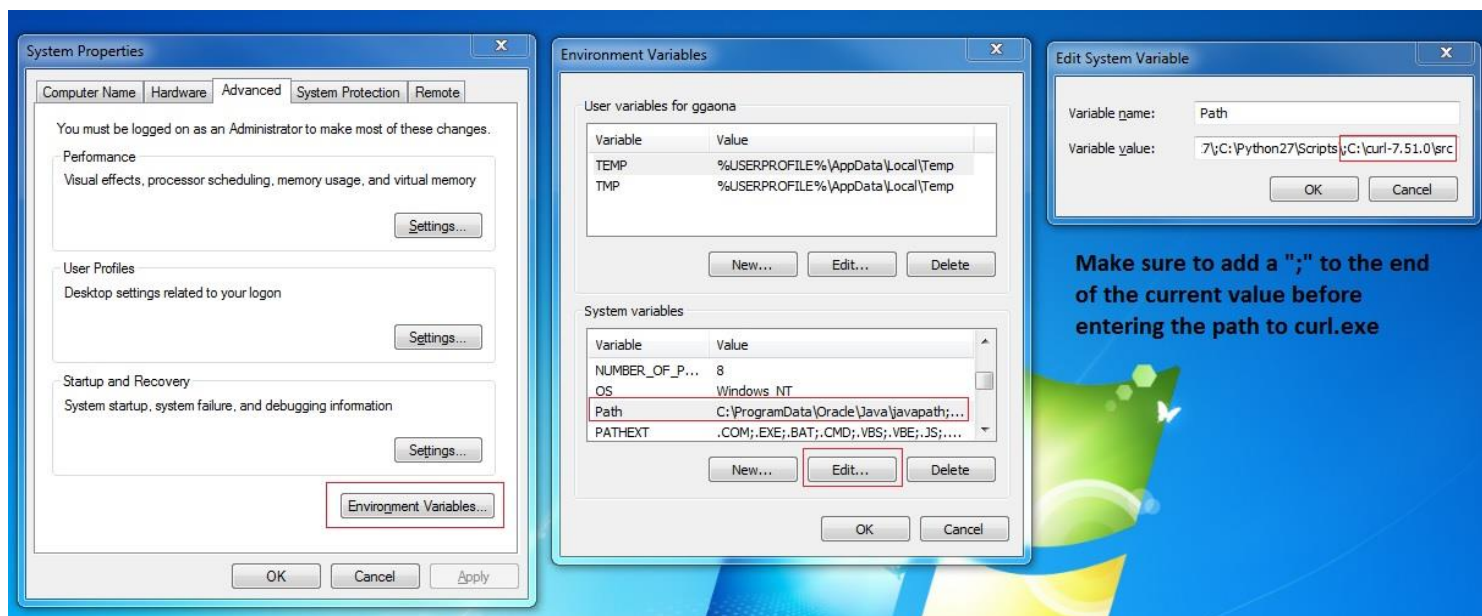 System Properties
X
Computer Name Hardware Advanced System Protection Remote
You must be logged on as an Administrator to make most of these changes.
Performance
Visual effects, processor scheduling, memory usage, and virtual memory
Settings...
User Profiles
Desktop settings related to your logon
Settings...
Startup and Recovery
System startup, system failure, and debugging information
Settings...
Environment Variables...
OK Cancel Apply
Environment Variables
X
User variables for ggaona
Variable Value
TEMP %USERPROFILE%\AppData\Local\Temp
TMP %USERPROFILE%\AppData\Local\Temp
New... Edit... Delete
System variables
Variable Value
NUMBER_OF_P... 8
OS Windows_NT
Path C:\ProgramData\Oracle\Java\javapath;...
PATHEXT .COM;.EXE;.BAT;.CMD;.VBS;.VBE;.JS;....
New... Edit... Delete
OK Cancel
Edit System Variable
X
Variable name: Path
Variable value: 7\;C:\Python27\Scripts\;C:\curl-7.51.0\src
OK Cancel
Make sure to add a ";" to the end
of the current value before
entering the path to curl.exe